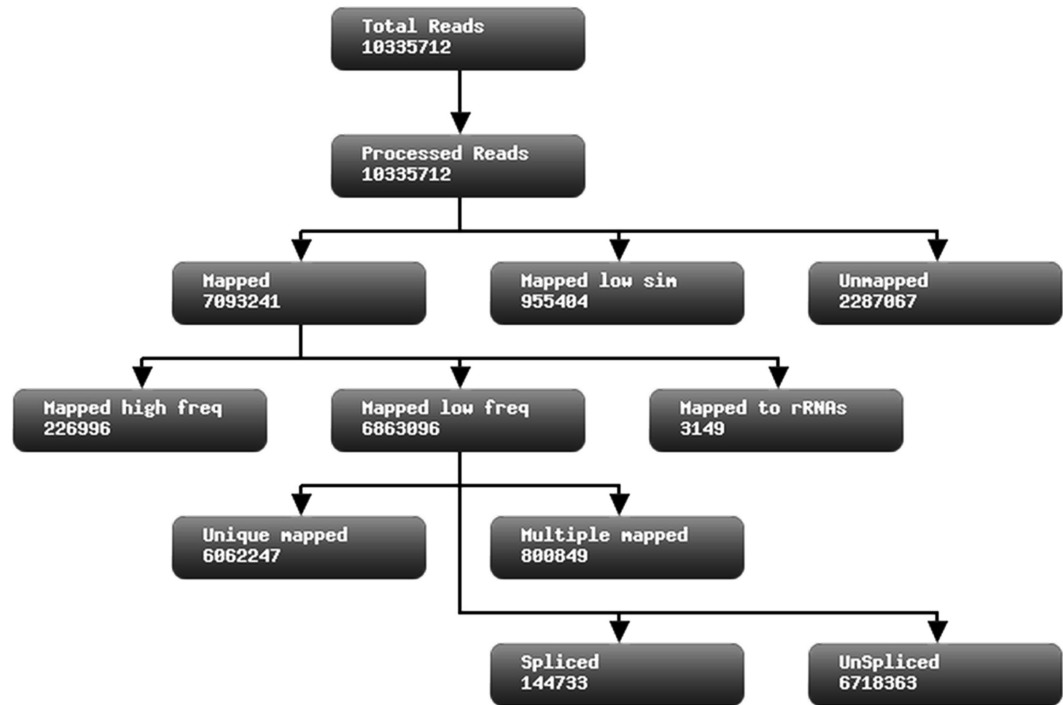 Total Reads
10335712
Processed Reads
10335712
Mapped
7093241
Mapped low sim
955404
Unmapped
2287067
Mapped high freq
226996
Mapped low freq
6863096
Mapped to rRNAs
3149
Unique mapped
6062247
Multiple mapped
800849
Spliced
144733
UnSpliced
6718363